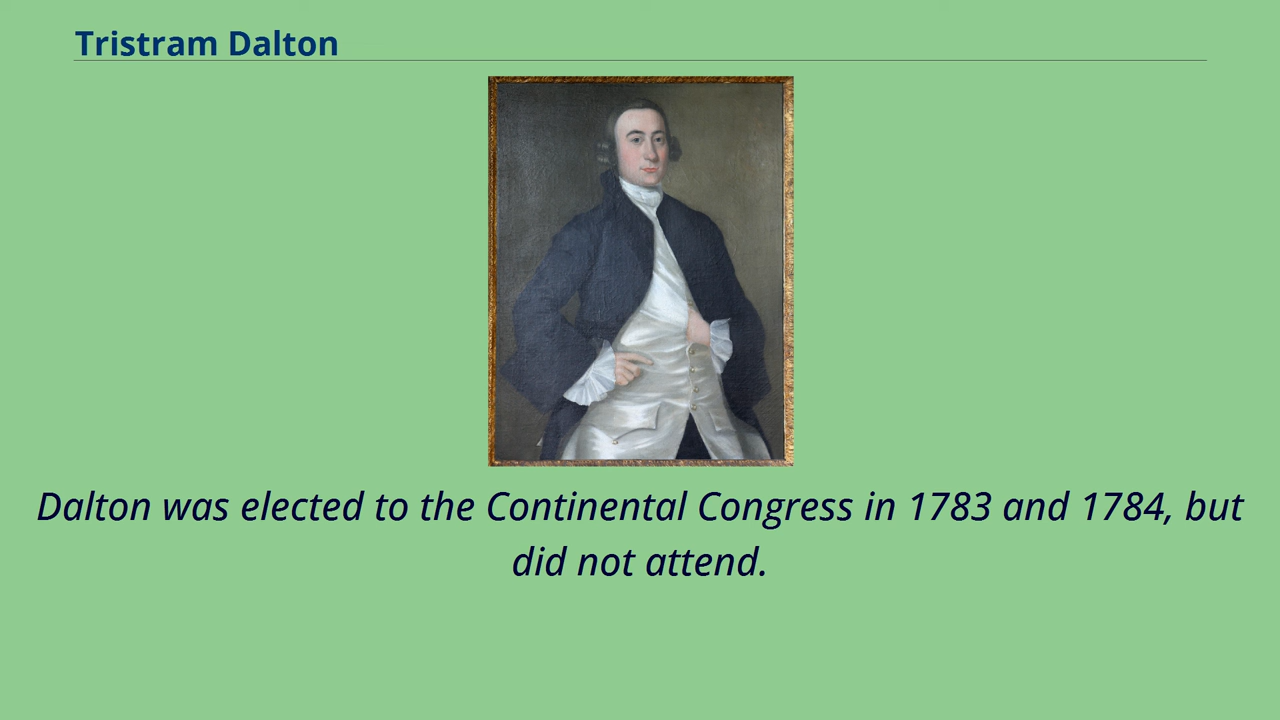 Tristram Dalton
Dalton was elected to the Continental Congress in 1783 and 1784, but
did not attend.